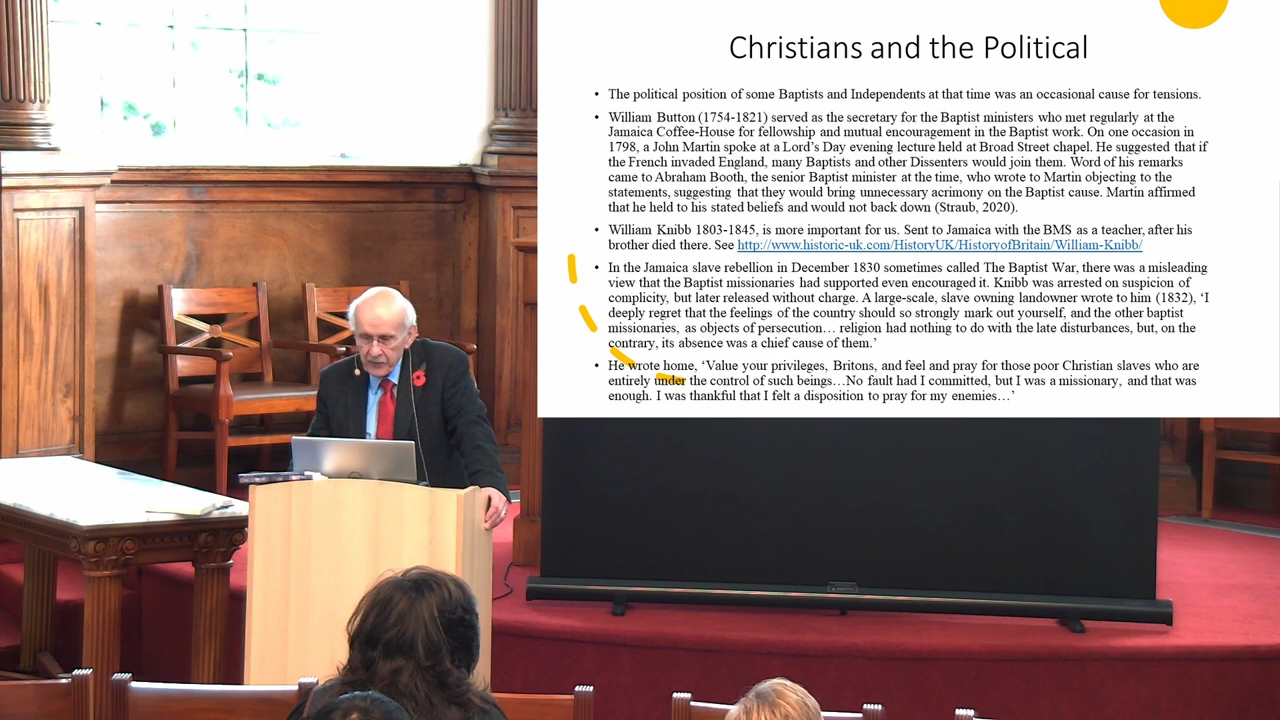 Christians and the Political
• The political position of some Baptists and Independents at that time was an occasional cause for tensions.
• William Button (1754-1821) served as the secretary for the Baptist ministers who met regularly at the
Jamaica Coffee-House for fellowship and mutual encouragement in the Baptist work. On one occasion in
1798, a John Martin spoke at a Lord’s Day evening lecture held at Broad Street chapel. He suggested that if
the French invaded England, many Baptists and other Dissenters would join them. Word of his remarks
came to Abraham Booth, the senior Baptist minister at the time, who wrote to Martin objecting to the
statements, suggesting that they would bring unnecessary acrimony on the Baptist cause. Martin affirmed
that he held to his stated beliefs and would not back down (Straub, 2020).
• William Knibb 1803-1845, is more important for us. Sent to Jamaica with the BMS as a teacher, after his
brother died there. See http://www.historic-uk.com/HistoryUK/HistoryofBritain/William-Knibb/
• In the Jamaica slave rebellion in December 1830 sometimes called The Baptist War, there was a misleading
view that the Baptist missionaries had supported even encouraged it. Knibb was arrested on suspicion of
complicity, but later released without charge. A large-scale, slave owning landowner wrote to him (1832), ‘I
deeply regret that the feelings of the country should so strongly mark out yourself, and the other baptist
missionaries, as objects of persecution… religion had nothing to do with the late disturbances, but, on the
contrary, its absence was a chief cause of them.’
• He wrote home, ‘Value your privileges, Britons, and feel and pray for those poor Christian slaves who are
entirely under the control of such beings…No fault had I committed, but I was a missionary, and that was
enough. I was thankful that I felt a disposition to pray for my enemies…’